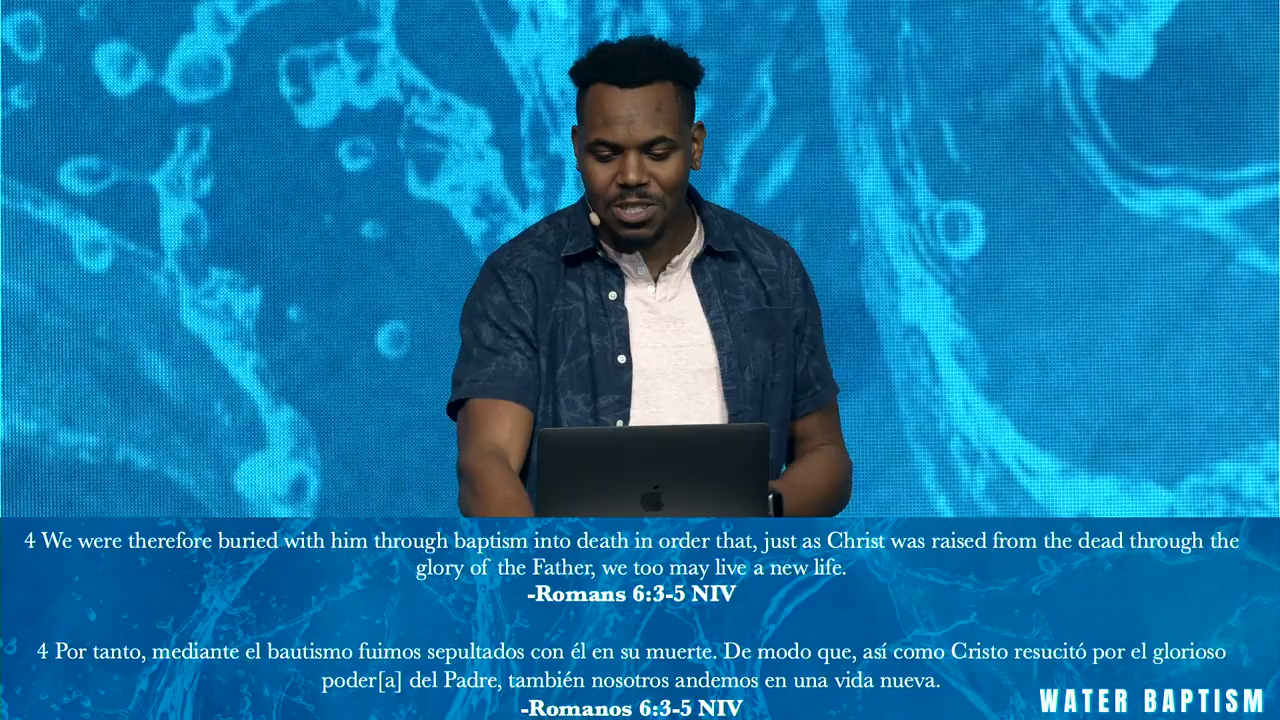 4 We were therefore buried with him through baptism into death in order that, just as Christ was raised from the dead through the
glory of the Father, we too may live a new life.
-Romans 6:3-5 NIV
4 Por tanto, mediante el bautismo fuimos sepultados con él en su muerte. De modo que, así como Cristo resucitó por el glorioso
poder[a] del Padre, también nosotros andemos en una vida nueva.
-Romanos 6:3-5 NIV
WATER BAPTISM